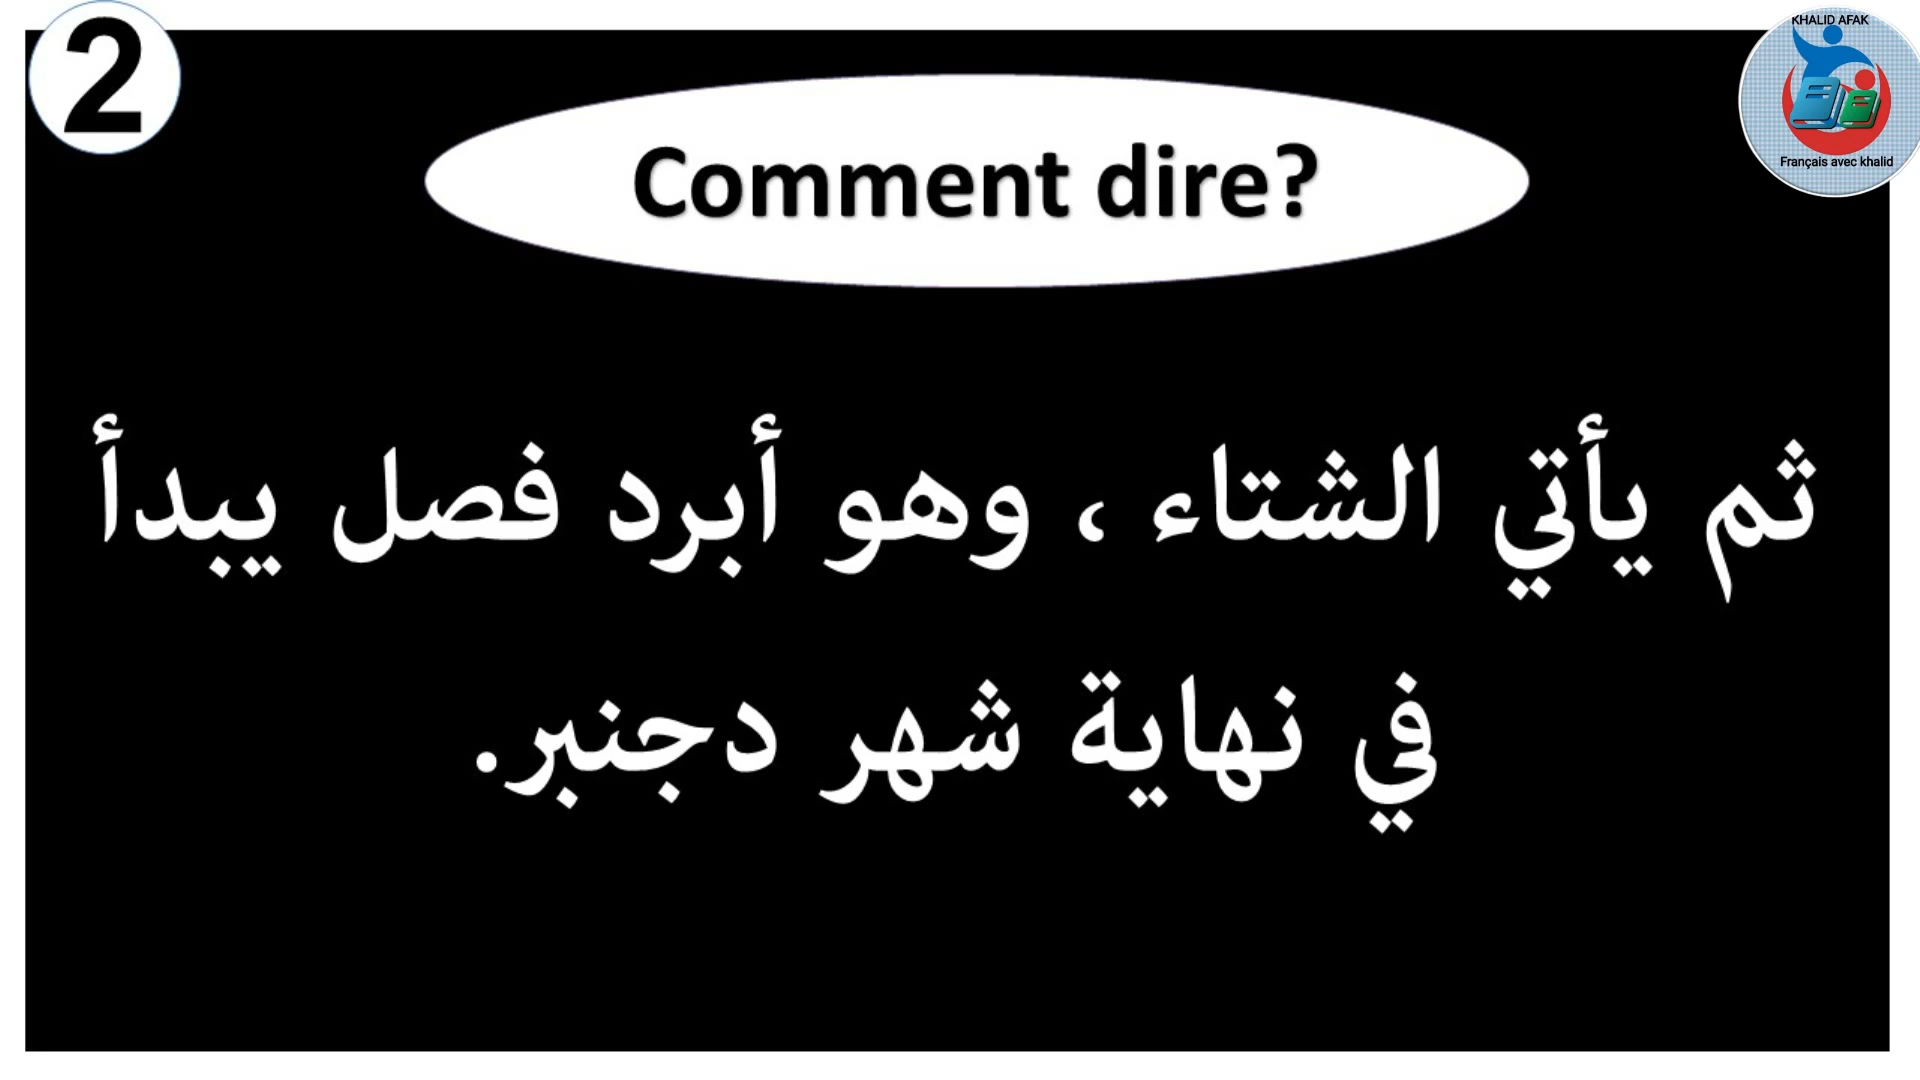 2
KHALID AFAK
Français avec khalid
Comment dire?
ثم يأتي الشتاء ، وهو أبرد فصل يبدأ
في نهاية شهر دجنبر.